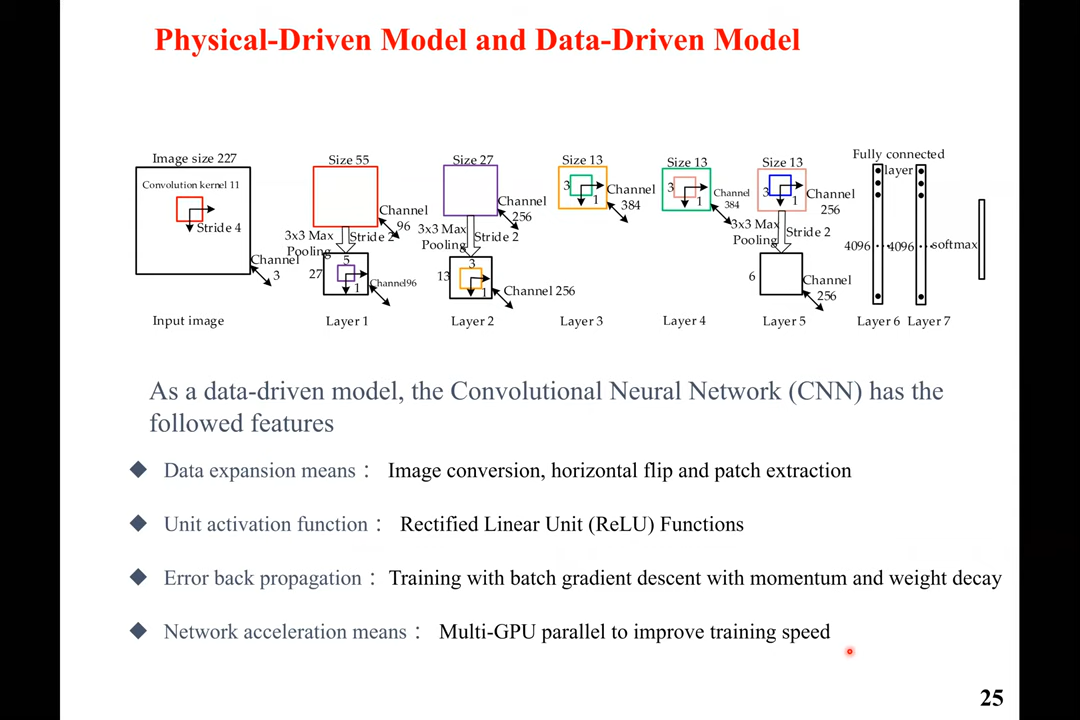 Physical-Driven Model and Data-Driven Model
Image size 227
Convolution kernel 11
Stride 4
Channel
3
Input image
Size 55
Channel
96
3x3 Max
Pooling
Stride 2
27
5
1
Channel96
Layer 1
Size 27
Channel
256
3x3 Max
Pooling
Stride 2
13
3
1
Channel 256
Layer 2
Size 13
3
1
Channel
384
Layer 3
Size 13
3
1
Channel
384
Layer 4
Size 13
3
1
Channel
256
3x3 Max
Pooling
Stride 2
6
Channel
256
Layer 5
Fully connected
layer
4096
4096
softmax
Layer 6
Layer 7
As a data-driven model, the Convolutional Neural Network (CNN) has the
followed features
◆ Data expansion means： Image conversion, horizontal flip and patch extraction
◆ Unit activation function： Rectified Linear Unit (ReLU) Functions
◆ Error back propagation： Training with batch gradient descent with momentum and weight decay
◆ Network acceleration means： Multi-GPU parallel to improve training speed
25